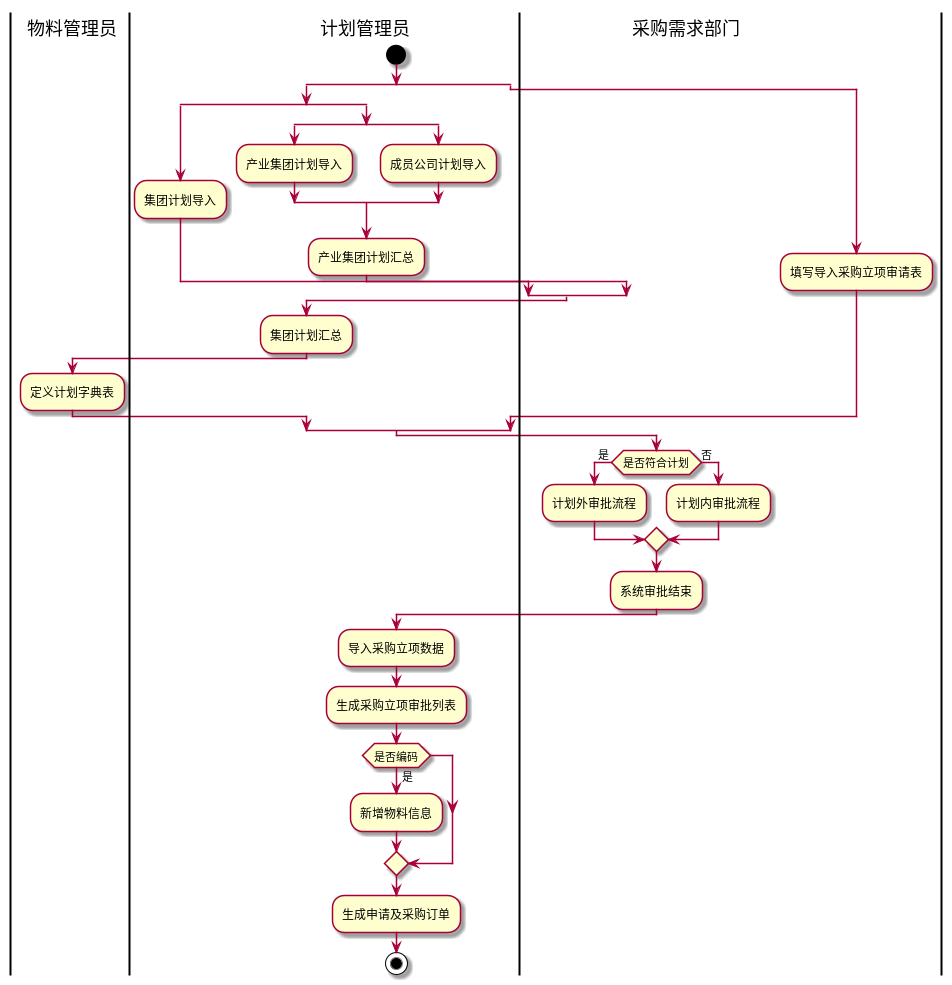 物料管理员
计划管理员
采购需求部门
产业集团计划导入
成员公司计划导入
集团计划导入
产业集团计划汇总
填写导入采购立项审请表
集团计划汇总
定义计划字典表
是
是否符合计划
否
计划外审批流程
计划内审批流程
系统审批结束
导入采购立项数据
生成采购立项审批列表
是否编码
是
新增物料信息
生成申请及采购订单